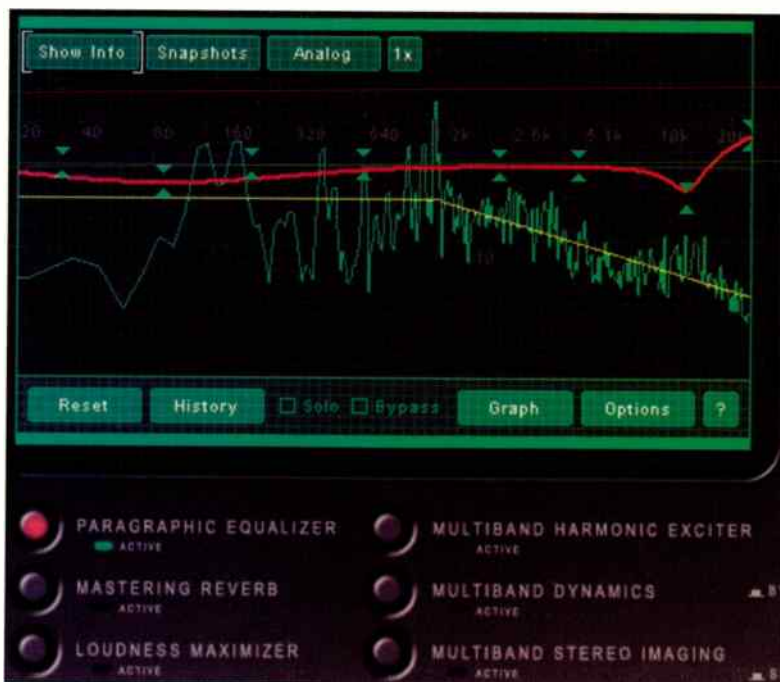 Show Info Snapshots Analog 1x
20 40 80 160 320 640 2k 2.6k 5.1k 10k 20k
Reset History Solo Bypass Graph Options ?
PARAGRAPHIC EQUALIZER
ACTIVE
MULTIBAND HARMONIC EXCITER
ACTIVE
MASTERING REVERB
ACTIVE
MULTIBAND DYNAMICS
ACTIVE
LOUDNESS MAXIMIZER
ACTIVE
MULTIBAND STEREO IMAGING
ACTIVE